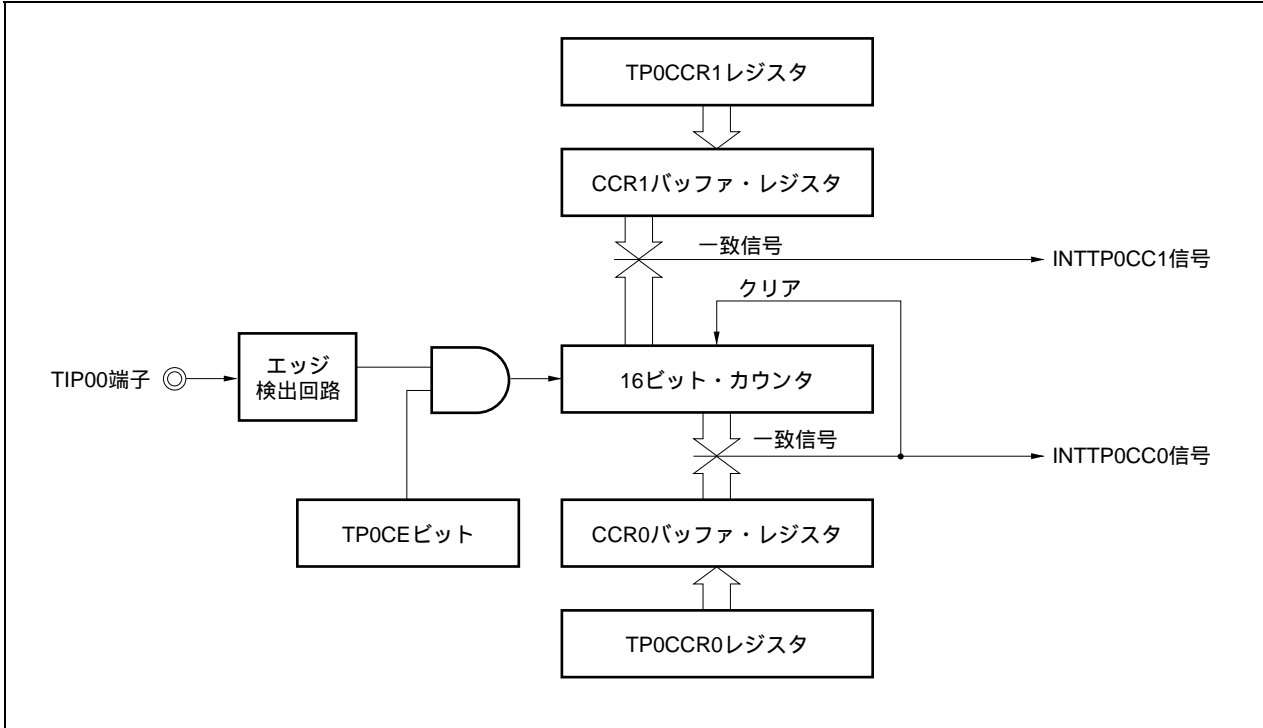 TP0CCR1レジスタ
CCR1バッファ・レジスタ
一致信号
INTTP0CC1信号
クリア
TIP00端子
エッジ
検出回路
16ビット・カウンタ
一致信号
INTTP0CC0信号
TP0CEビット
CCR0バッファ・レジスタ
TP0CCR0レジスタ